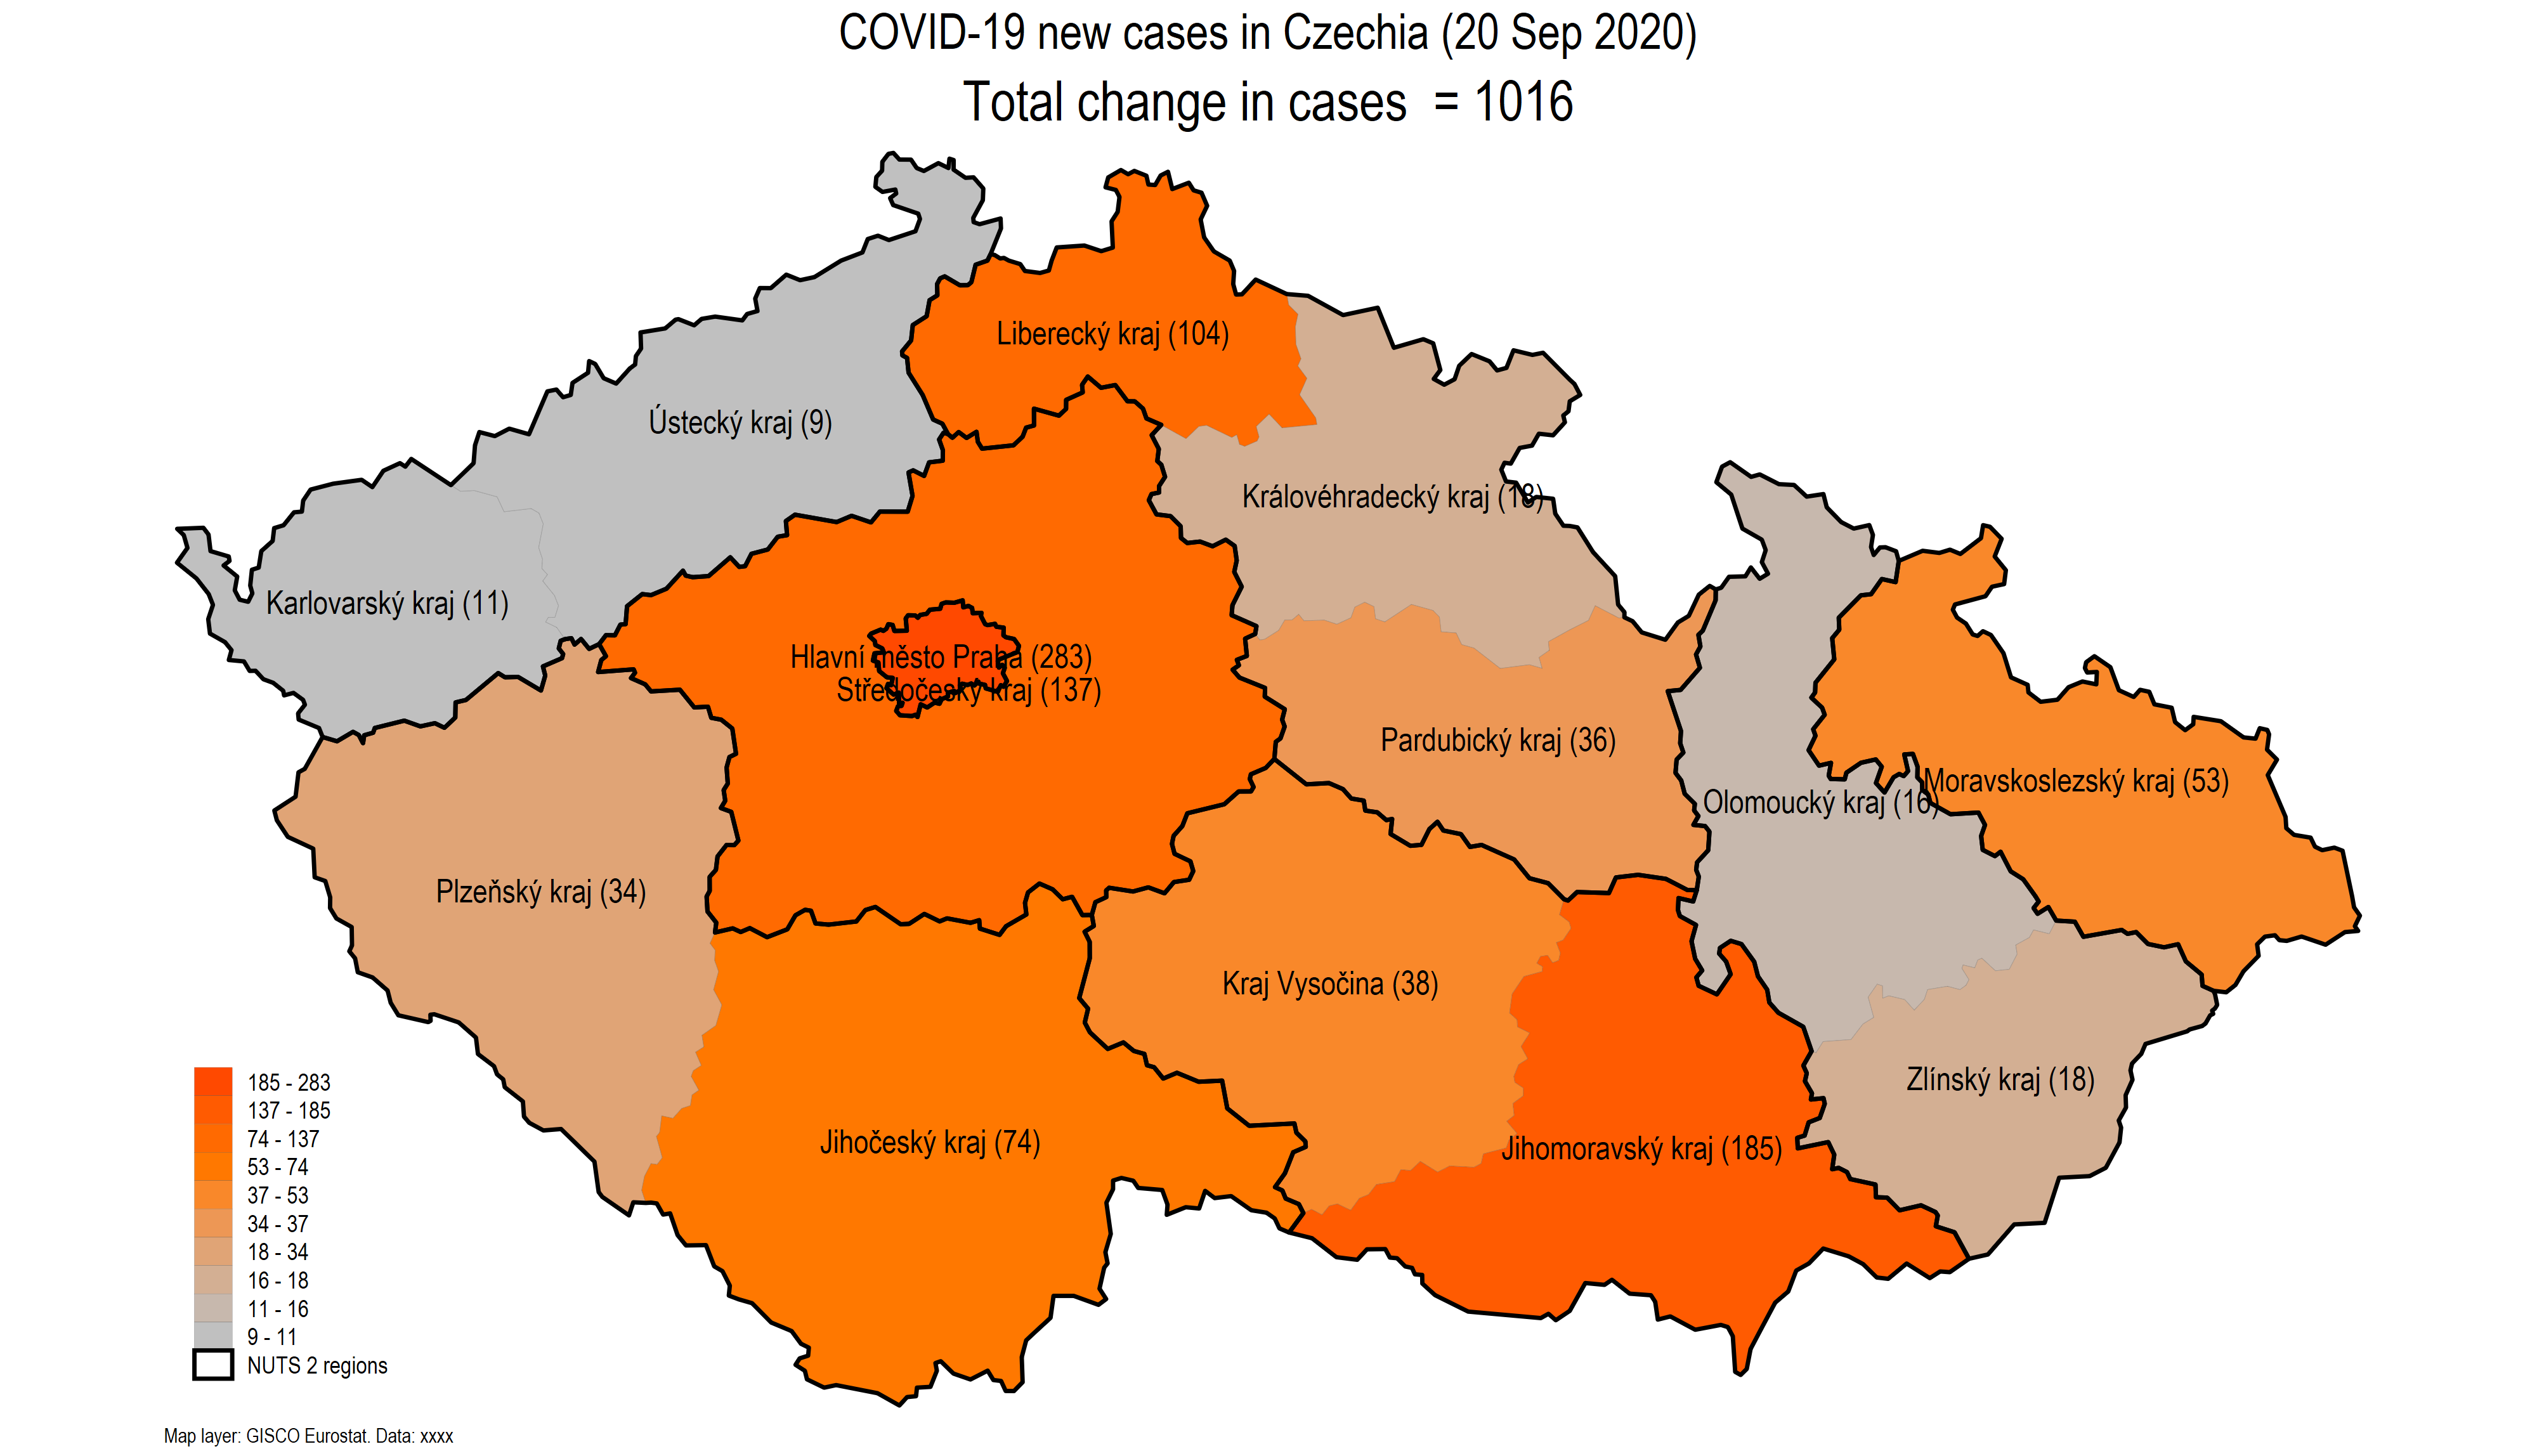 COVID-19 new cases in Czechia (20 Sep 2020)
Total change in cases = 1016
Liberecký kraj (104)
Ústecký kraj (9)
Královéhradecký kraj (18)
Karlovarský kraj (11)
Hlavní město Praha (283)
Středočeský kraj (137)
Pardubický kraj (36)
Moravskoslezský kraj (53)
Olomoucký kraj (16)
Plzeňský kraj (34)
Kraj Vysočina (38)
Zlínský kraj (18)
Jihočeský kraj (74)
Jihomoravský kraj (185)
185 - 283
137 - 185
74 - 137
53 - 74
37 - 53
34 - 37
18 - 34
16 - 18
11 - 16
9 - 11
NUTS 2 regions
Map layer: GISCO Eurostat. Data: xxxx